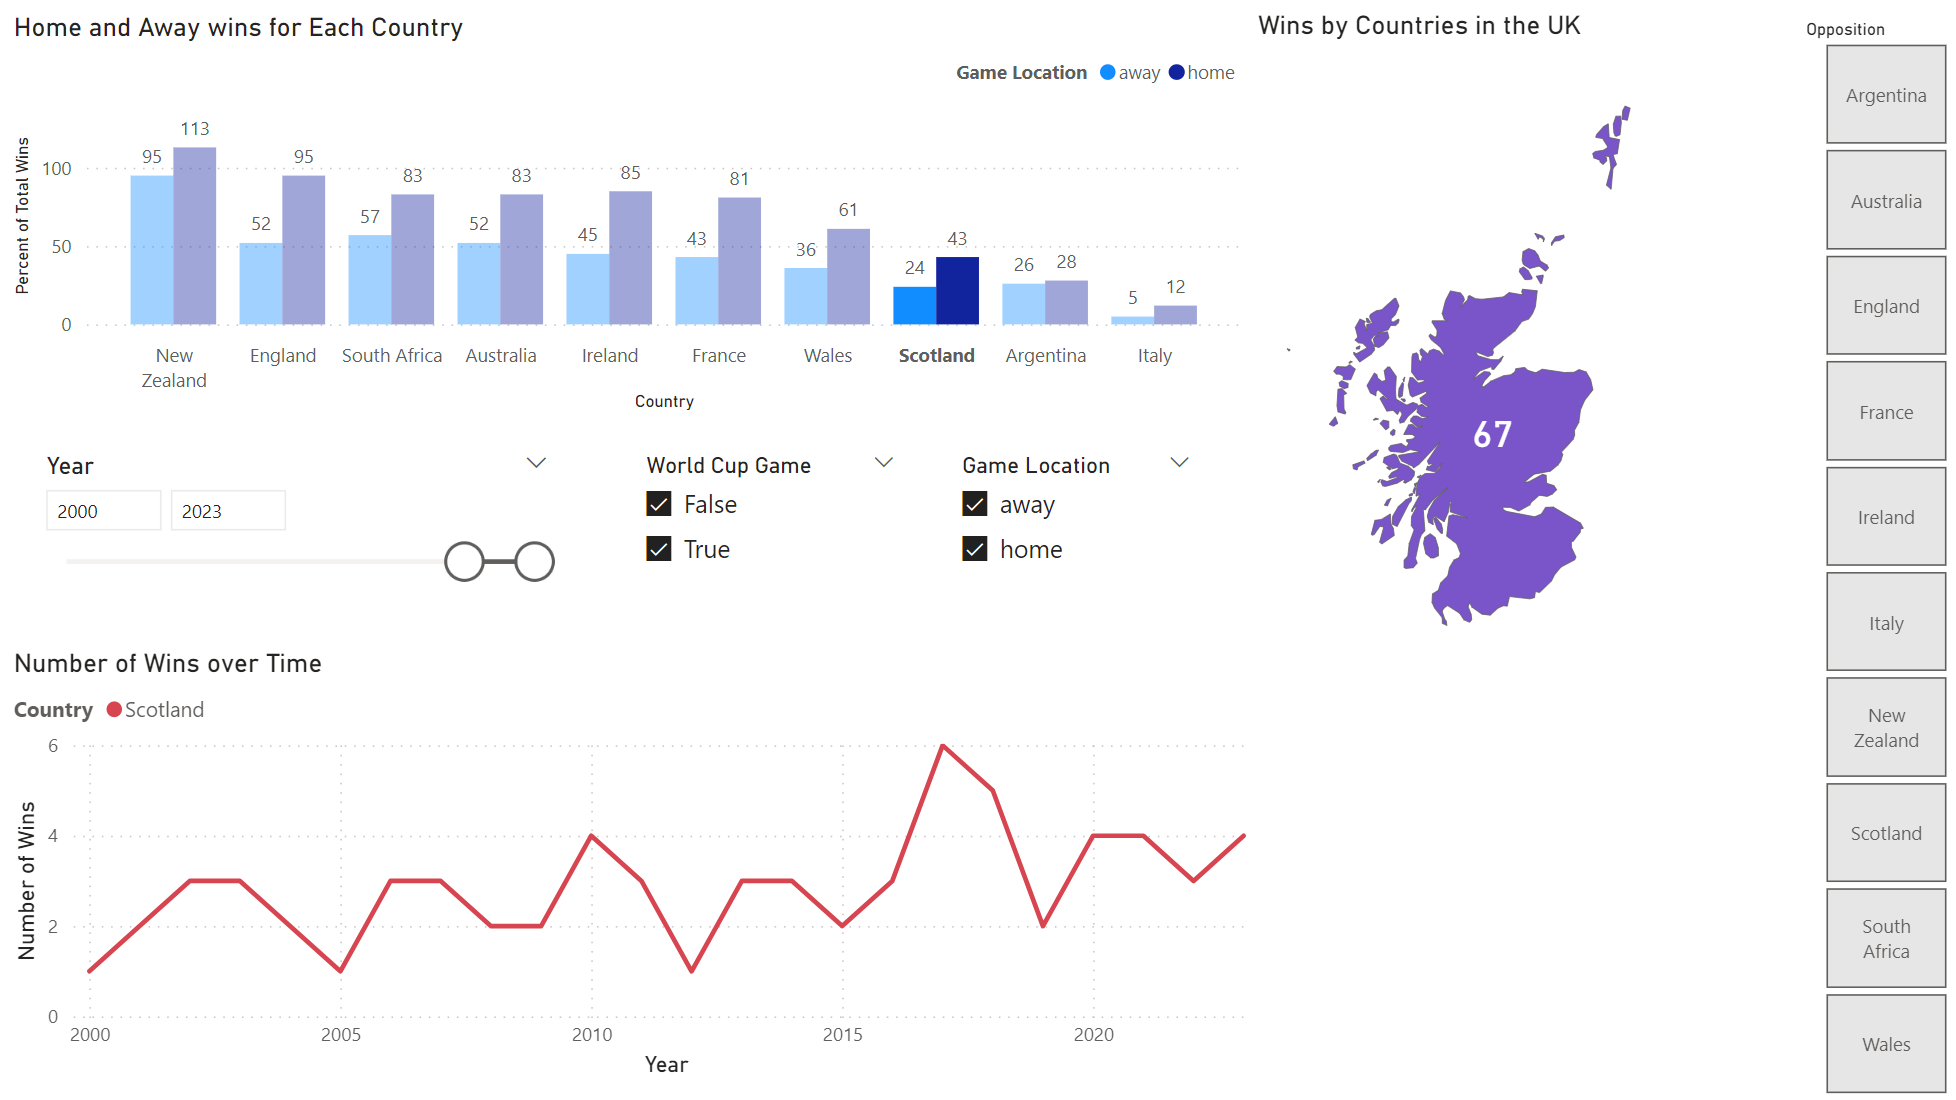 Home and Away wins for Each Country
Game Location away home
Percent of Total Wins
100
50
0
95 113
52 95
57 83
52 83
45 85
43 81
36 61
24 43
26 28
5 12
New Zealand
England
South Africa
Australia
Ireland
France
Wales
Scotland
Argentina
Italy
Country
Year
2000 2023
World Cup Game
False
True
Game Location
away
home
Number of Wins over Time
Country Scotland
Number of Wins
6
4
2
0
2000 2005 2010 2015 2020
Year
Wins by Countries in the UK
67
Opposition
Argentina
Australia
England
France
Ireland
Italy
New
Zealand
Scotland
South
Africa
Wales